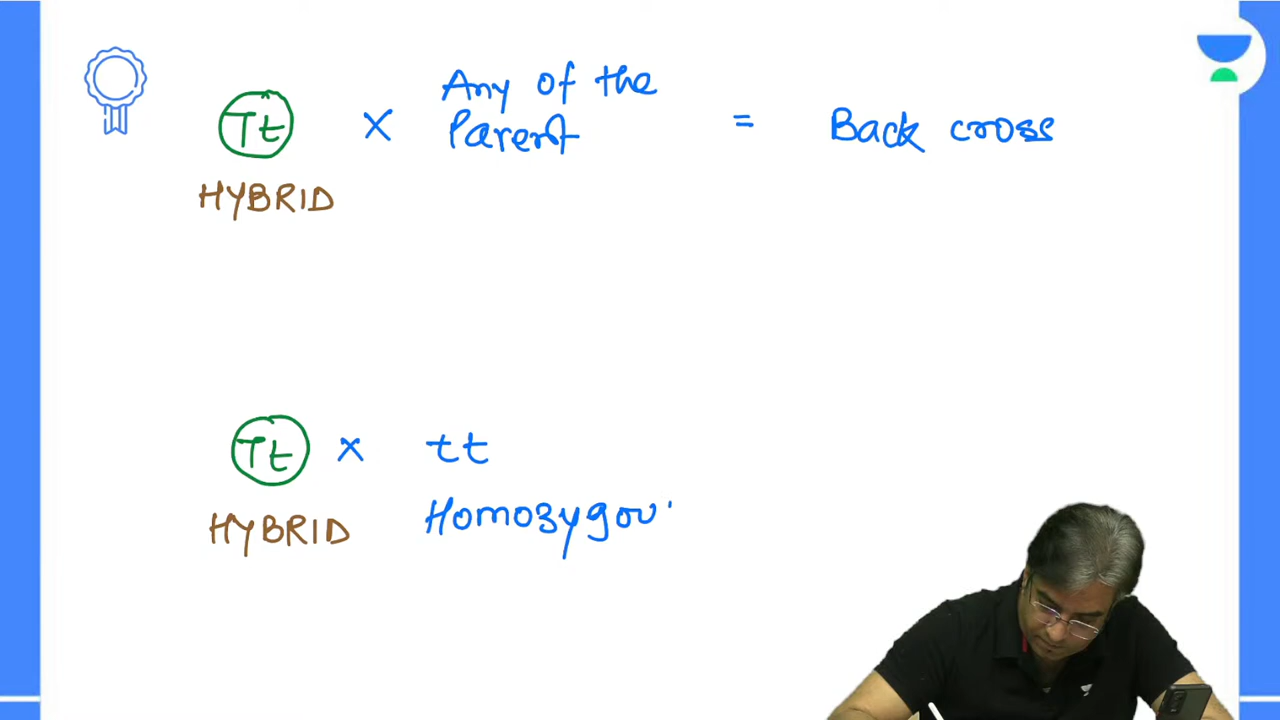 Tt × Any of the
Parent = Back cross
HYBRID
Tt × tt
HYBRID Homozygou